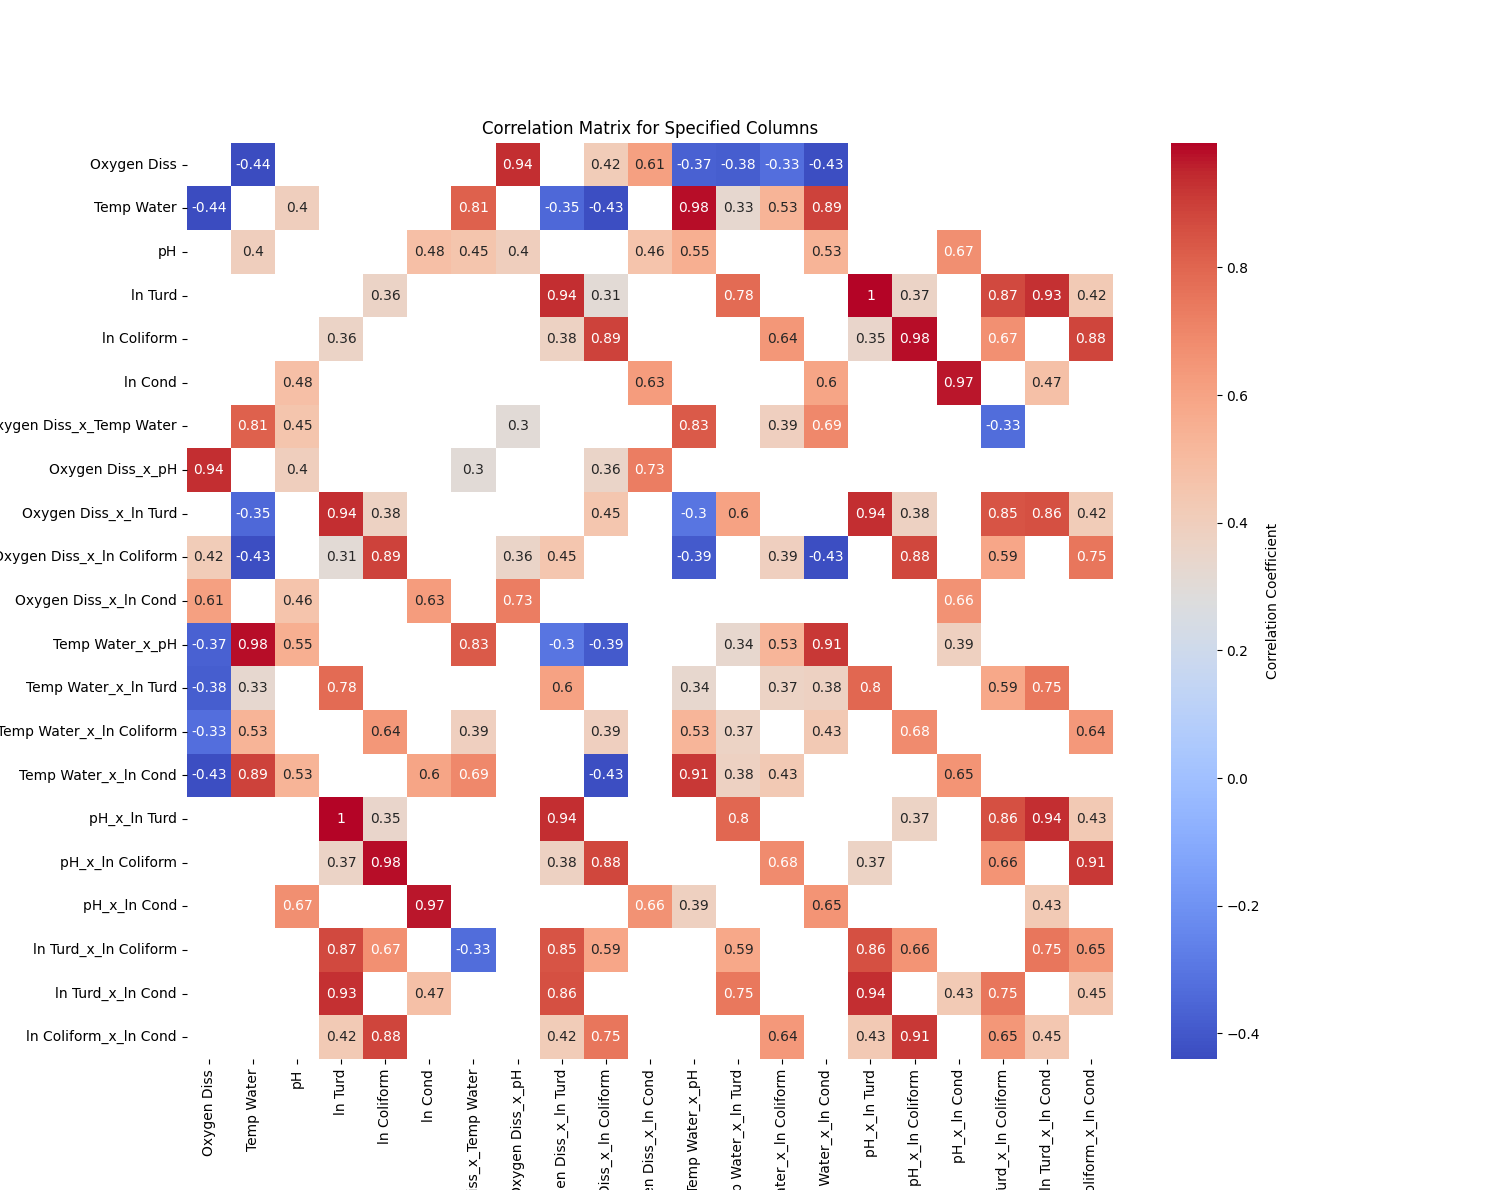 Correlation Matrix for Specified Columns
Oxygen Diss -0.44 0.94 0.42 0.61 -0.37 -0.38 -0.33 -0.43
Temp Water -0.44 0.4 0.81 -0.35 -0.43 0.98 0.33 0.53 0.89
pH 0.4 0.48 0.45 0.4 0.46 0.55 0.53 0.67
ln Turd 0.36 0.94 0.31 0.78 1 0.37 0.87 0.93 0.42
ln Coliform 0.36 0.38 0.89 0.64 0.35 0.98 0.67 0.88
ln Cond 0.48 0.63 0.6 0.97 0.47
xygen Diss_x_Temp Water 0.81 0.45 0.3 0.83 0.39 0.69 -0.33
Oxygen Diss_x_pH 0.94 0.4 0.3 0.36 0.73
Oxygen Diss_x_ln Turd -0.35 0.94 0.38 0.45 -0.3 0.6 0.94 0.38 0.85 0.86 0.42
Oxygen Diss_x_ln Coliform 0.42 -0.43 0.31 0.89 0.36 0.45 -0.39 0.39 -0.43 0.88 0.59 0.75
Oxygen Diss_x_ln Cond 0.61 0.46 0.63 0.73 0.66
Temp Water_x_pH -0.37 0.98 0.55 0.83 -0.3 -0.39 0.34 0.53 0.91 0.39
Temp Water_x_ln Turd -0.38 0.33 0.78 0.6 0.34 0.37 0.38 0.8 0.59 0.75
Temp Water_x_ln Coliform -0.33 0.53 0.64 0.39 0.39 0.53 0.37 0.43 0.68 0.64
Temp Water_x_ln Cond -0.43 0.89 0.53 0.6 0.69 -0.43 0.91 0.38 0.43 0.65
pH_x_ln Turd 1 0.35 0.94 0.8 0.37 0.86 0.94 0.43
pH_x_ln Coliform 0.37 0.98 0.38 0.88 0.68 0.37 0.66 0.91
pH_x_ln Cond 0.67 0.97 0.66 0.39 0.65 0.43
ln Turd_x_ln Coliform 0.87 0.67 -0.33 0.85 0.59 0.59 0.86 0.66 0.75 0.65
ln Turd_x_ln Cond 0.93 0.47 0.86 0.75 0.94 0.43 0.75 0.45
ln Coliform_x_ln Cond 0.42 0.88 0.42 0.75 0.64 0.43 0.91 0.65 0.45
Oxygen Diss
Temp Water
pH
ln Turd
ln Coliform
ln Cond
iss_x_Temp Water
Oxygen Diss_x_pH
en Diss_x_ln Turd
Diss_x_ln Coliform
en Diss_x_ln Cond
Temp Water_x_pH
p Water_x_ln Turd
ater_x_ln Coliform
Water_x_ln Cond
pH_x_ln Turd
pH_x_ln Coliform
pH_x_ln Cond
urd_x_ln Coliform
ln Turd_x_ln Cond
oliform_x_ln Cond
0.8
0.6
0.4
0.2
0.0
−0.2
−0.4
Correlation Coefficient